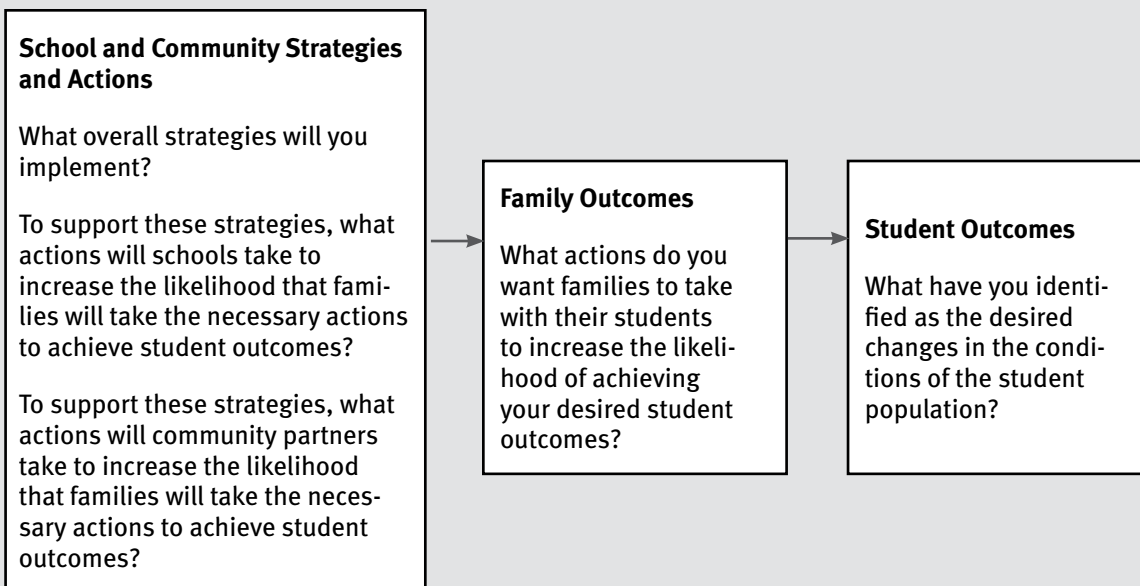 School and Community Strategies
and Actions
What overall strategies will you
implement?
To support these strategies, what
actions will schools take to
increase the likelihood that fami-
lies will take the necessary actions
to achieve student outcomes?
To support these strategies, what
actions will community partners
take to increase the likelihood
that families will take the neces-
sary actions to achieve student
outcomes?
Family Outcomes
What actions do you
want families to take
with their students
to increase the likeli-
hood of achieving
your desired student
outcomes?
Student Outcomes
What have you identi-
fied as the desired
changes in the condi-
tions of the student
population?